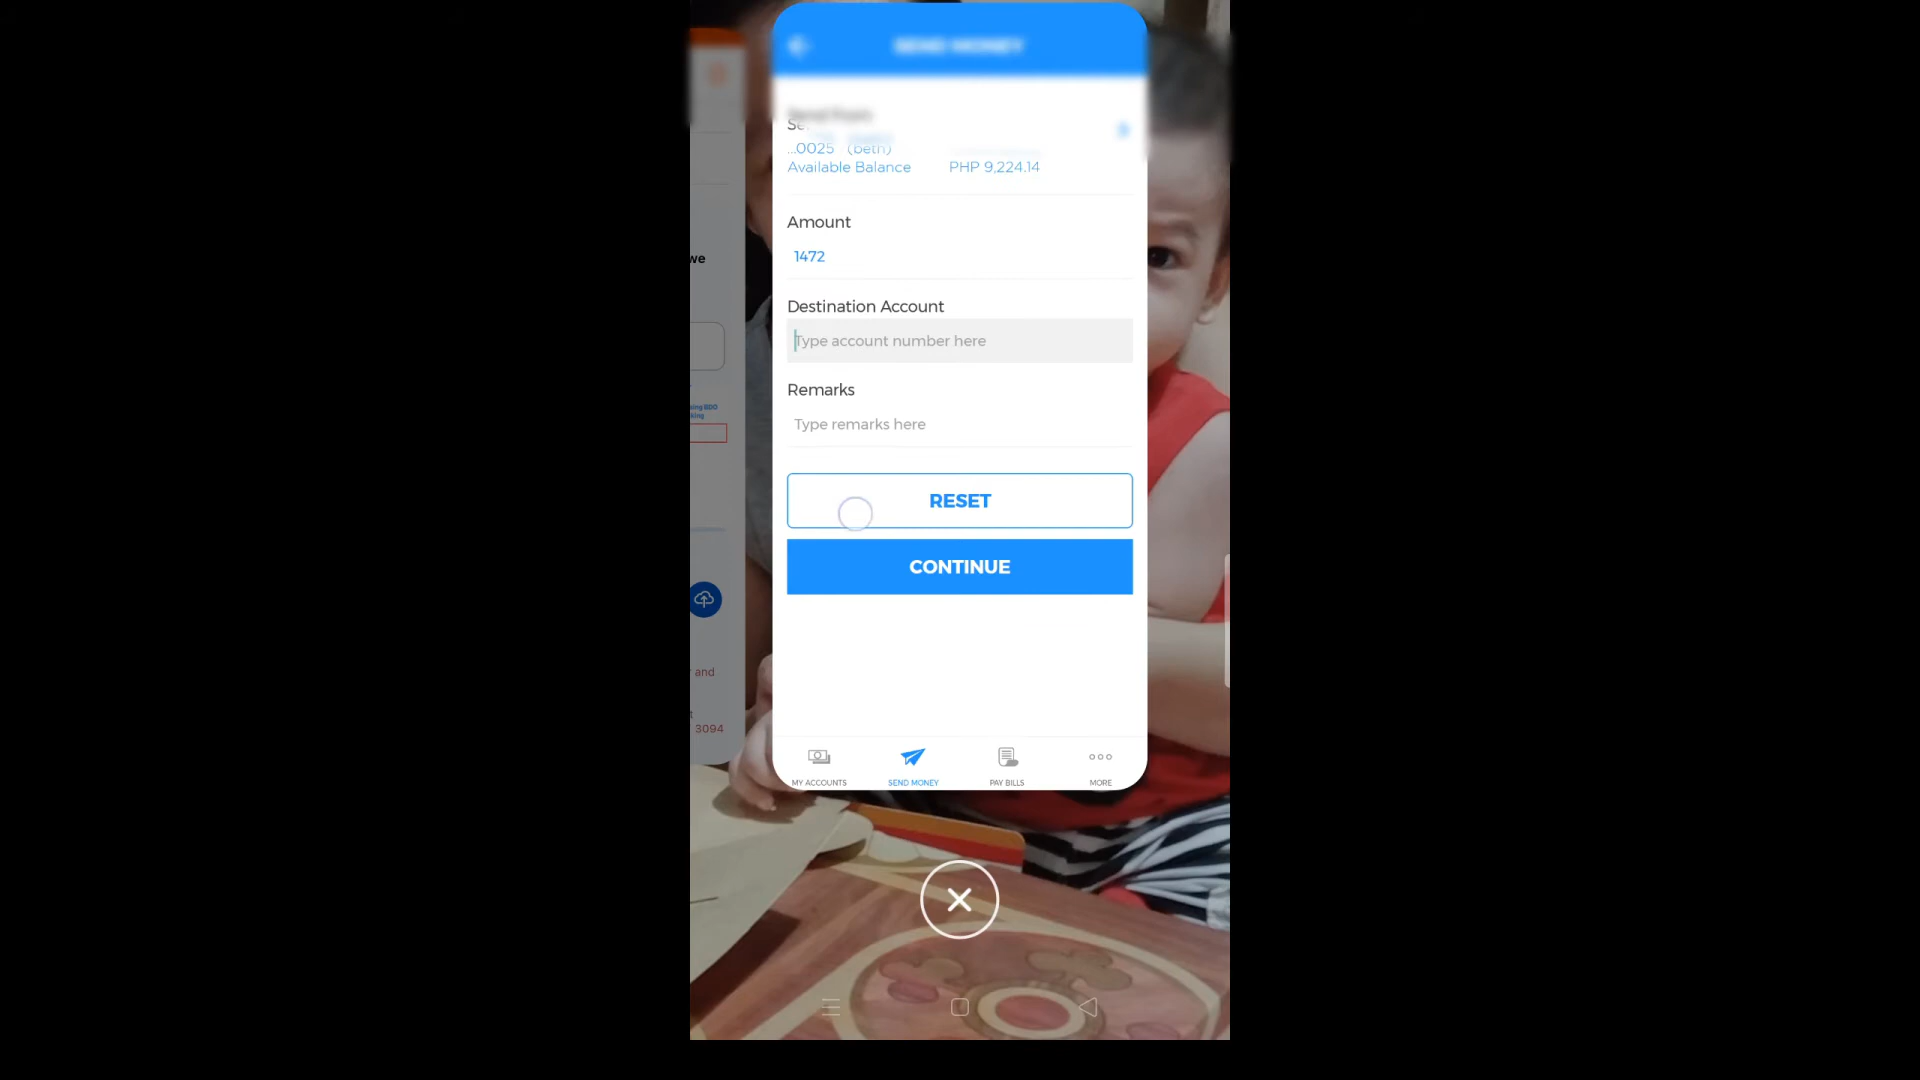 SEND MONEY
Send From
...0025 (beth)
Available Balance PHP 9,224.14
Amount
1472
Destination Account
Type account number here
Remarks
Type remarks here
RESET
CONTINUE
MY ACCOUNTS
SEND MONEY
PAY BILLS
MORE
we
and
3094